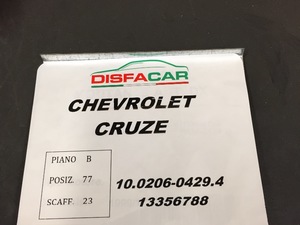 DISFACAR
CHEVROLET
CRUZE
PIANO B
POSIZ. 77
SCAFF. 23
10.0206-0429.4
13356788